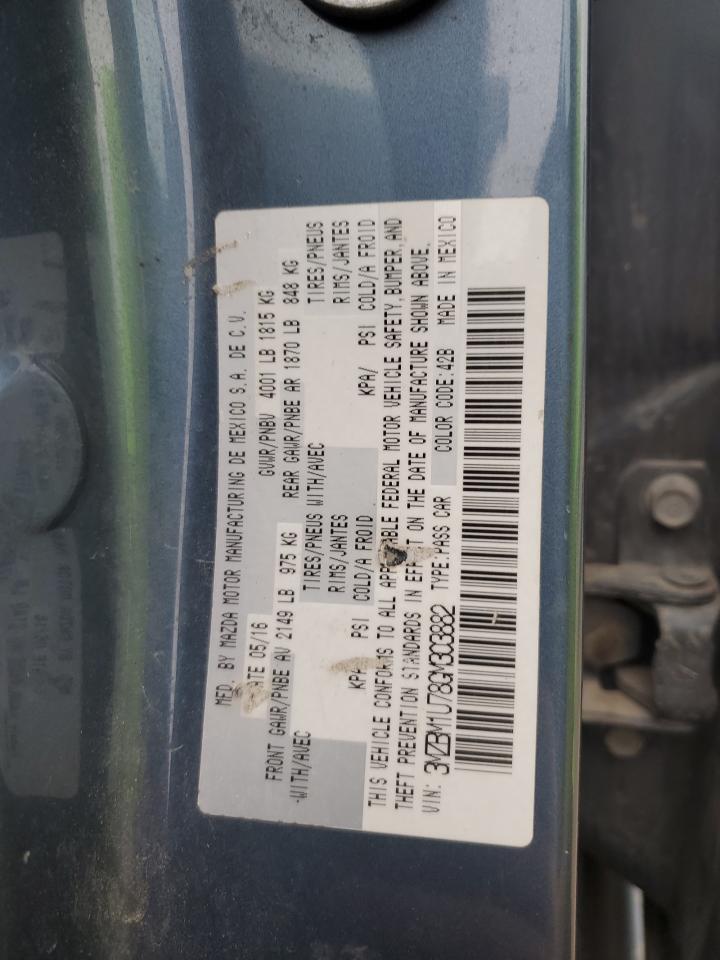 MFD. BY MAZDA MOTOR MANUFACTURING DE MEXICO S.A. DE C.V.
DATE 05/16 GVWR/PNBV 4001 LB 1815 KG
FRONT GAWR/PNBE AV 2149 LB 975 KG REAR GAWR/PNBE AR 1870 LB 848 KG
WITH/AVEC TIRES/PNEUS WITH/AVEC TIRES/PNEUS
RIMS/JANTES RIMS/JANTES
KPA/ PSI COLD/A FROID KPA/ PSI COLD/A FROID
THIS VEHICLE CONFORMS TO ALL APPLICABLE FEDERAL MOTOR VEHICLE SAFETY, BUMPER, AND
THEFT PREVENTION STANDARDS IN EFFECT ON THE DATE OF MANUFACTURE SHOWN ABOVE.
VIN: 3MZBM1U78GM303882 TYPE:PASS CAR COLOR CODE:42B MADE IN MEXICO